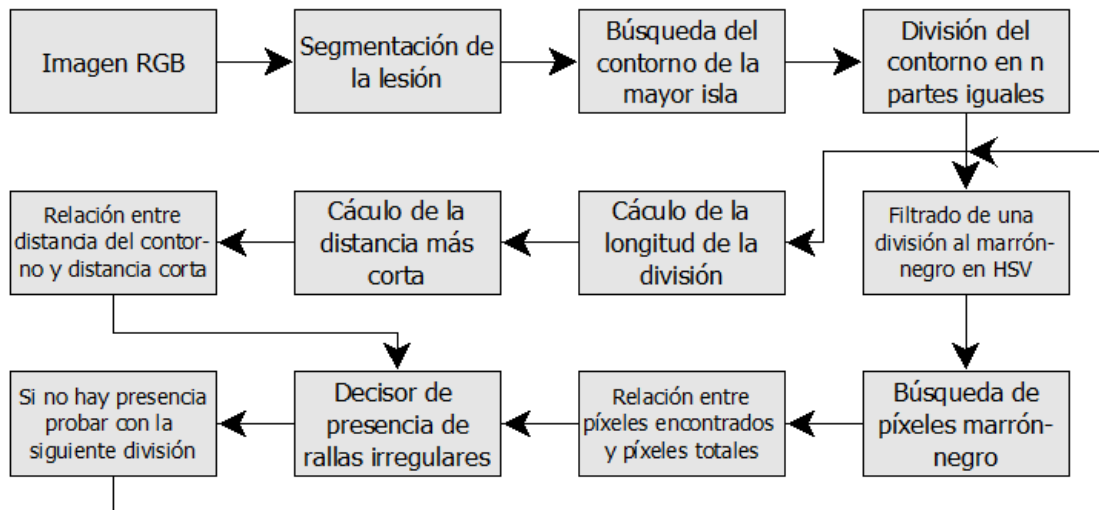 Imagen RGB
Segmentación de
la lesión
Búsqueda del
contorno de la
mayor isla
División del
contorno en n
partes iguales
Relación entre
distancia del contor-
no y distancia corta
Cáculo de la
distancia más
corta
Cáculo de la
longitud de la
división
Filtrado de una
división al marrón-
negro en HSV
Si no hay presencia
probar con la
siguiente división
Decisor de
presencia de
rallas irregulares
Relación entre
píxeles encontrados
y píxeles totales
Búsqueda de
píxeles marrón-
negro